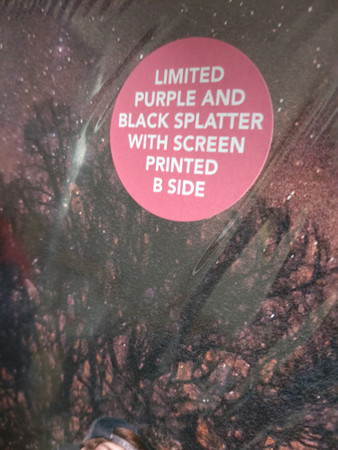 LIMITED
PURPLE AND
BLACK SPLATTER
WITH SCREEN
PRINTED
B SIDE